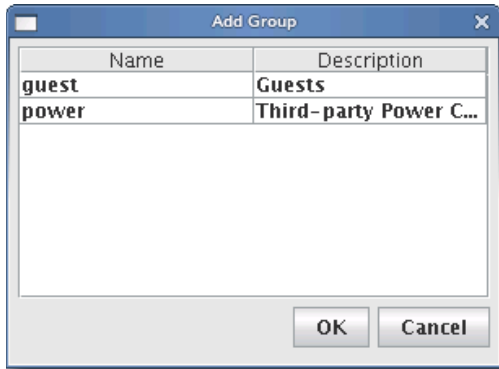 Add Group
Name Description
guest Guests
power Third-party Power C...
OK Cancel